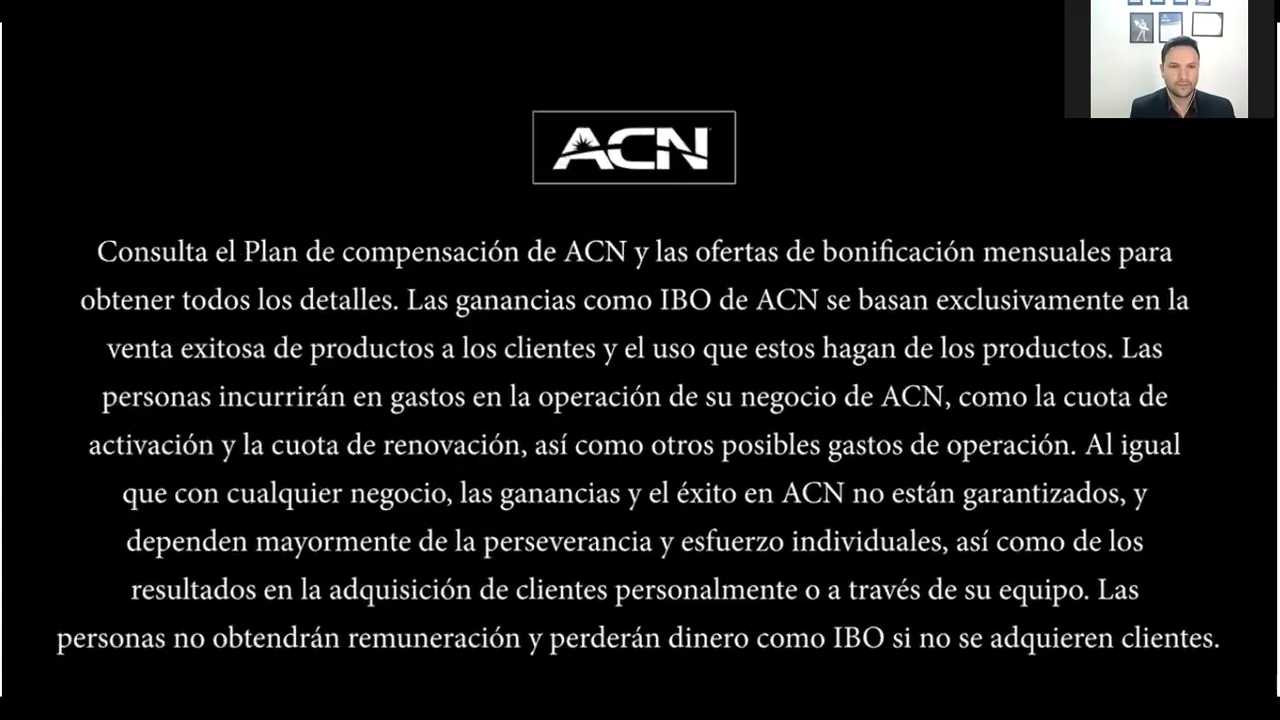 ACN
Consulta el Plan de compensación de ACN y las ofertas de bonificación mensuales para
obtener todos los detalles. Las ganancias como IBO de ACN se basan exclusivamente en la
venta exitosa de productos a los clientes y el uso que estos hagan de los productos. Las
personas incurrirán en gastos en la operación de su negocio de ACN, como la cuota de
activación y la cuota de renovación, así como otros posibles gastos de operación. Al igual
que con cualquier negocio, las ganancias y el éxito en ACN no están garantizados, y
dependen mayormente de la perseverancia y esfuerzo individuales, así como de los
resultados en la adquisición de clientes personalmente o a través de su equipo. Las
personas no obtendrán remuneración y perderán dinero como IBO si no se adquieren clientes.